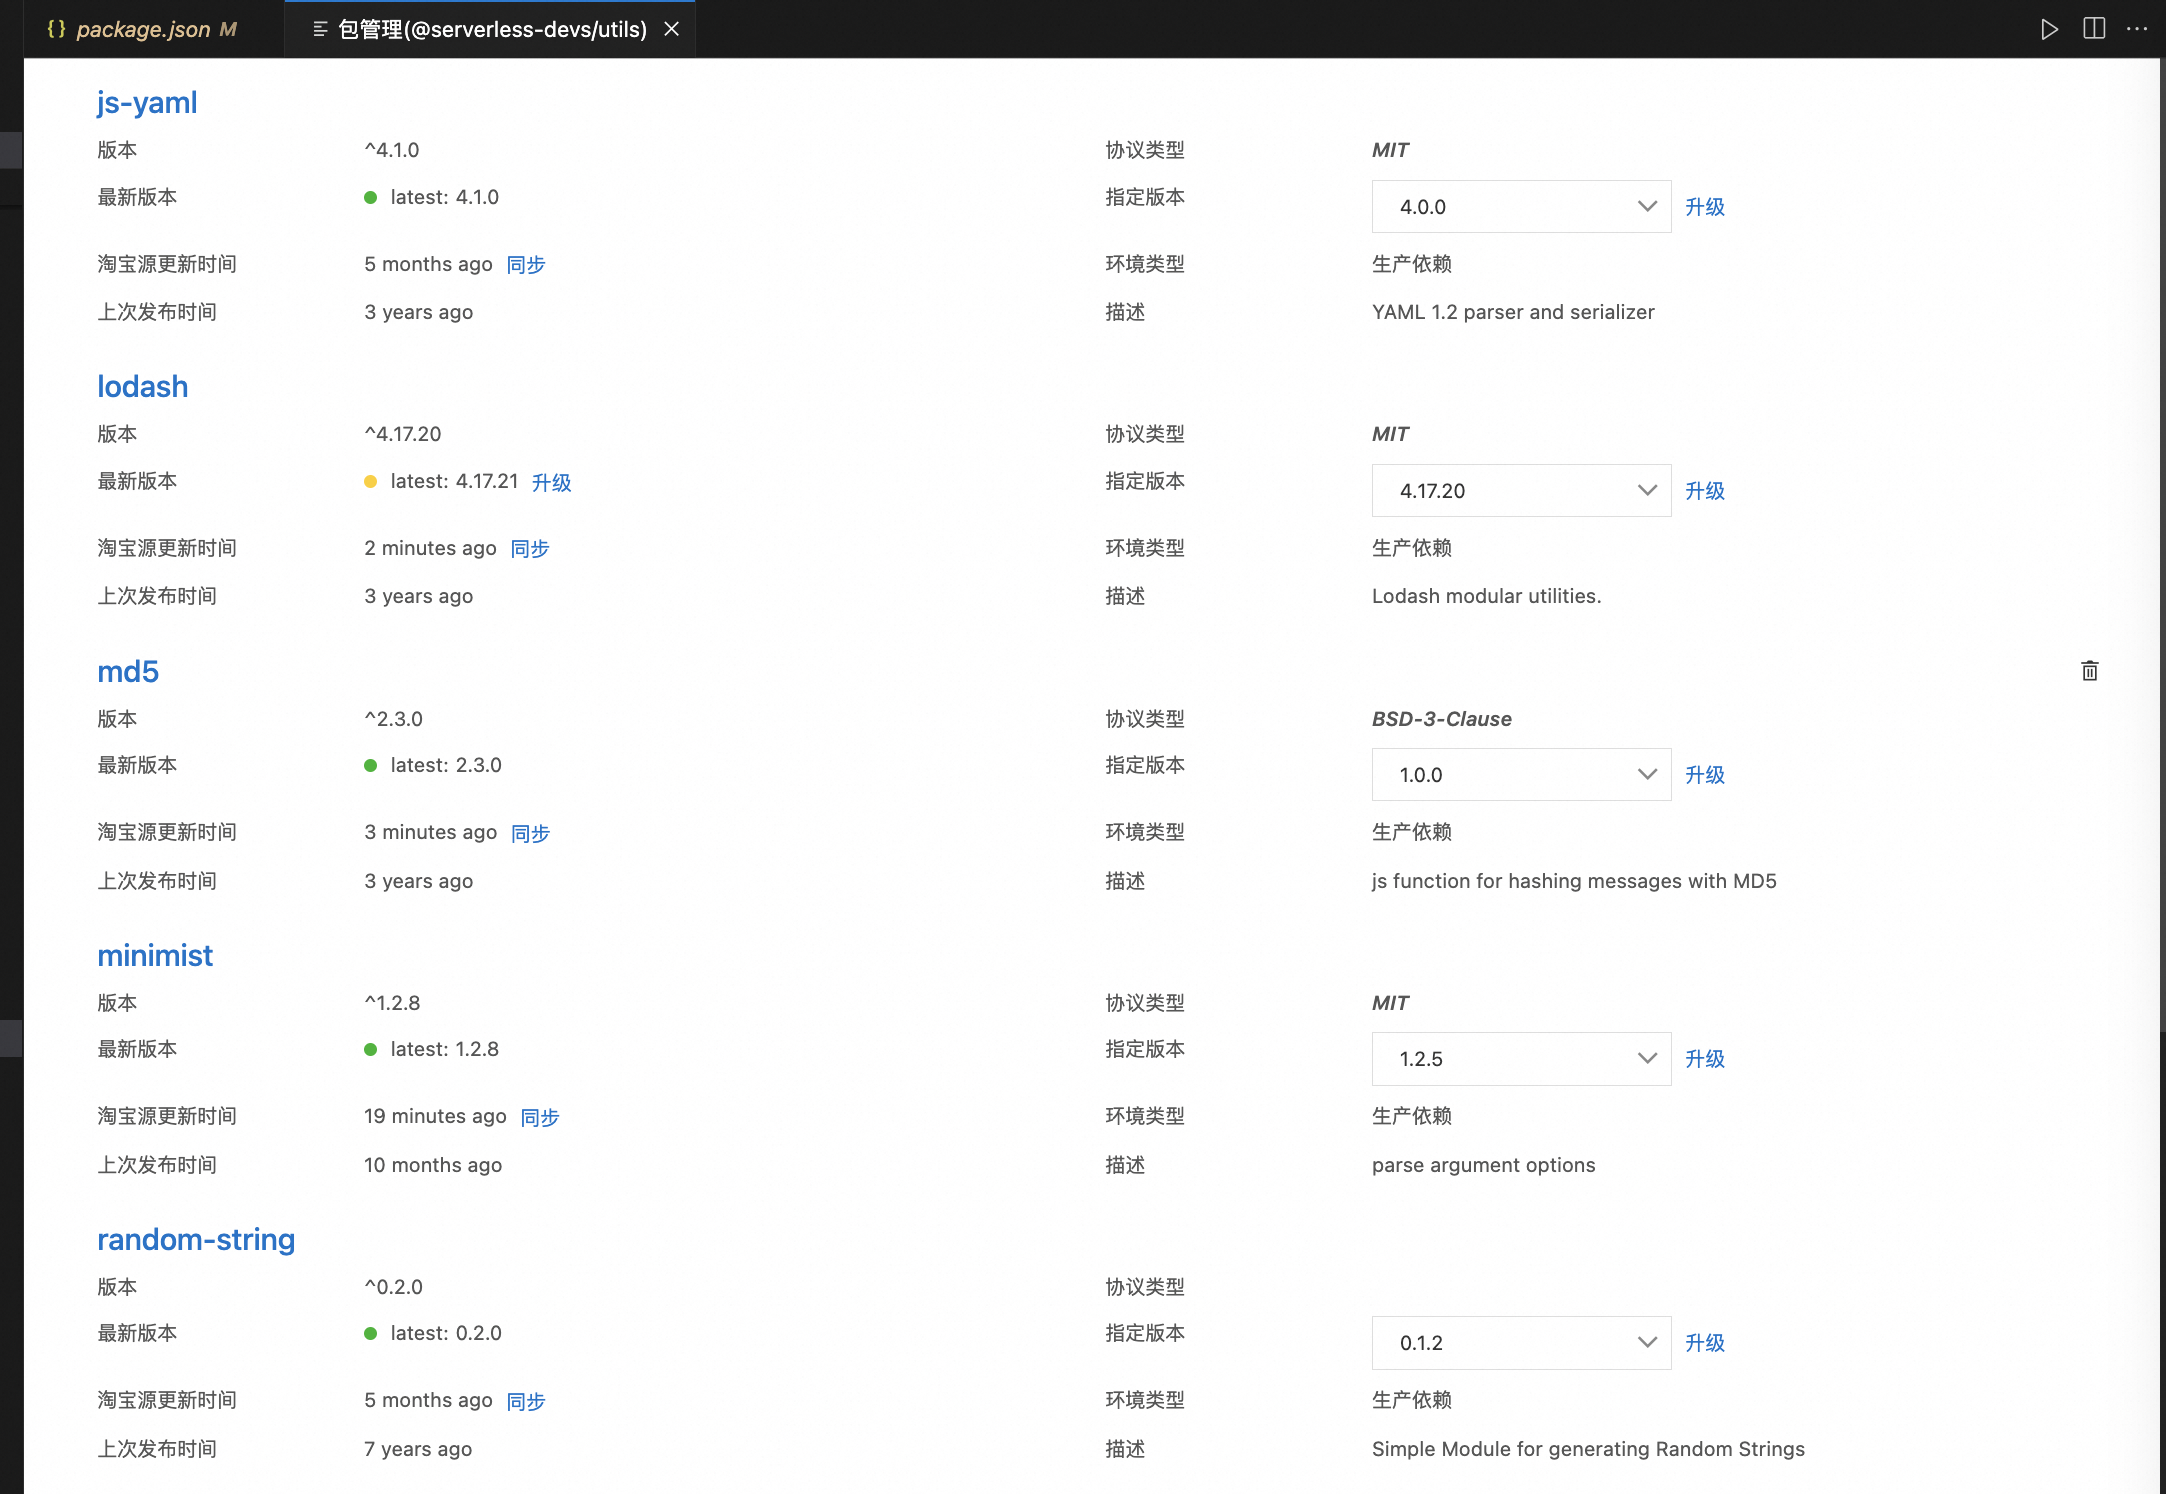 {} package.json M
包管理(@serverless-devs/utils)
js-yaml
版本 ^4.1.0 协议类型 MIT
最新版本 latest: 4.1.0 指定版本 4.0.0 升级
淘宝源更新时间 5 months ago 同步 环境类型 生产依赖
上次发布时间 3 years ago 描述 YAML 1.2 parser and serializer
lodash
版本 ^4.17.20 协议类型 MIT
最新版本 latest: 4.17.21 升级 指定版本 4.17.20 升级
淘宝源更新时间 2 minutes ago 同步 环境类型 生产依赖
上次发布时间 3 years ago 描述 Lodash modular utilities.
md5
版本 ^2.3.0 协议类型 BSD-3-Clause
最新版本 latest: 2.3.0 指定版本 1.0.0 升级
淘宝源更新时间 3 minutes ago 同步 环境类型 生产依赖
上次发布时间 3 years ago 描述 js function for hashing messages with MD5
minimist
版本 ^1.2.8 协议类型 MIT
最新版本 latest: 1.2.8 指定版本 1.2.5 升级
淘宝源更新时间 19 minutes ago 同步 环境类型 生产依赖
上次发布时间 10 months ago 描述 parse argument options
random-string
版本 ^0.2.0 协议类型
最新版本 latest: 0.2.0 指定版本 0.1.2 升级
淘宝源更新时间 5 months ago 同步 环境类型 生产依赖
上次发布时间 7 years ago 描述 Simple Module for generating Random Strings